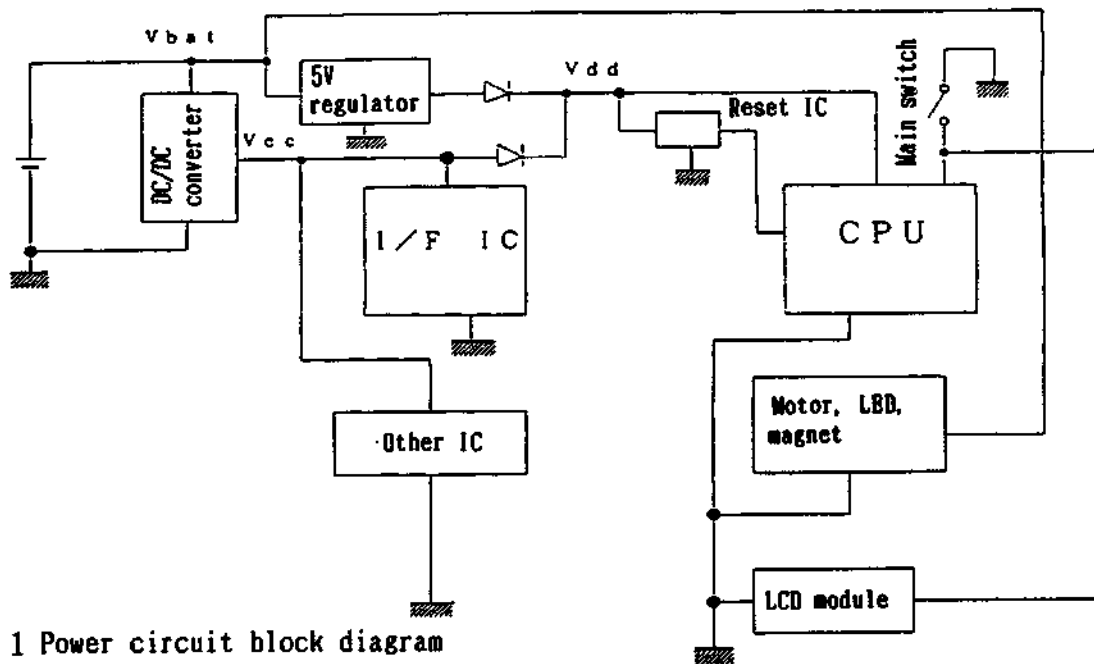 Vbat
5V
regulator
Vdd
Main switch
Reset IC
DC/DC
converter
Vcc
I/F IC
CPU
Motor, LED,
magnet
Other IC
LCD module
1 Power circuit block diagram